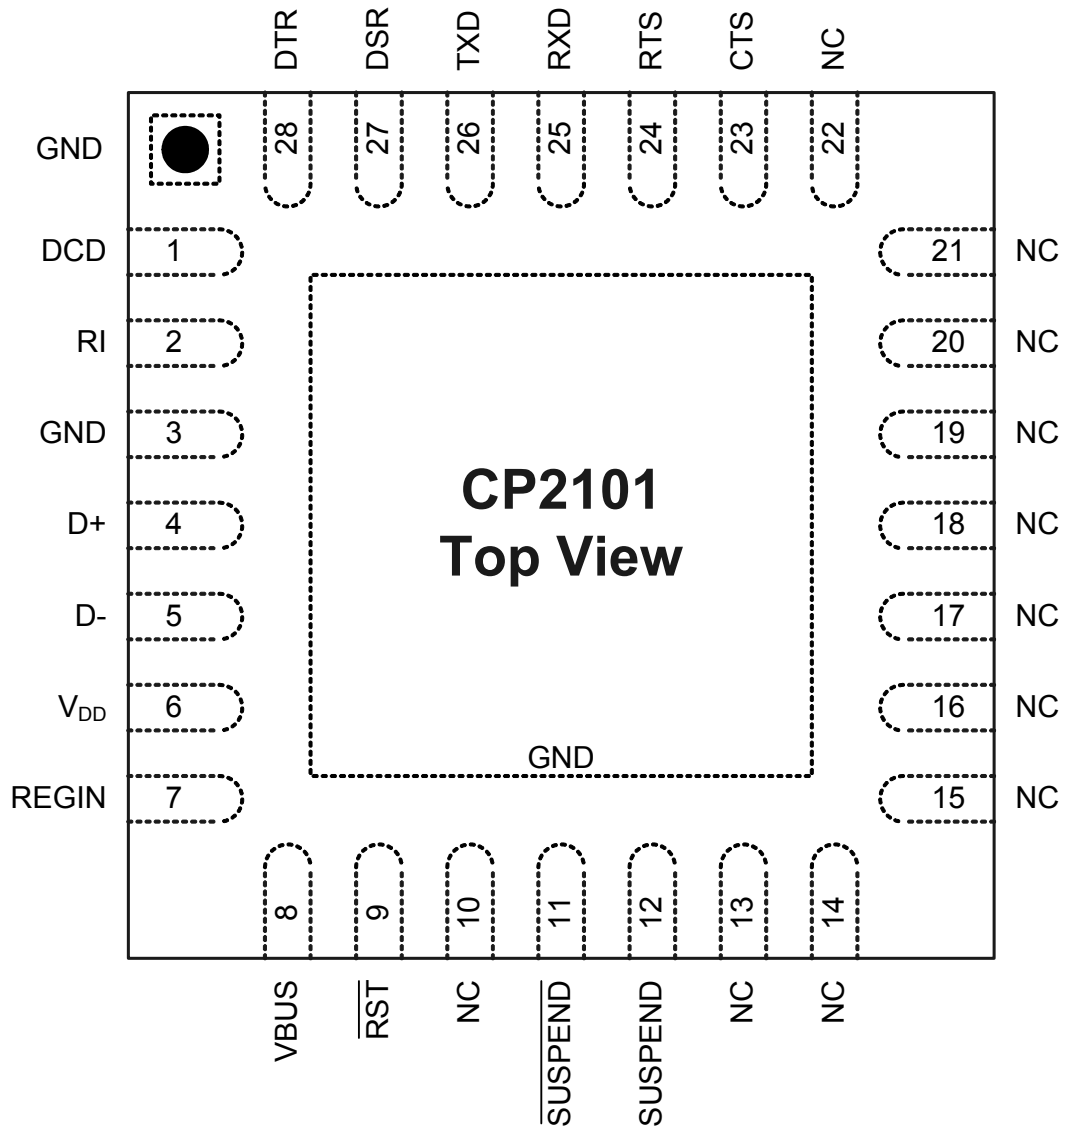 DTR DSR TXD RXD RTS CTS NC
28 27 26 25 24 23 22
GND
DCD 1 21 NC
RI 2 20 NC
GND 3 19 NC
D+ 4 18 NC
CP2101
Top View
D- 5 17 NC
VDD 6 16 NC
GND
REGIN 7 15 NC
8 9 10 11 12 13 14
VBUS R̅S̅T̅ NC S̅U̅S̅P̅E̅N̅D̅ SUSPEND NC NC